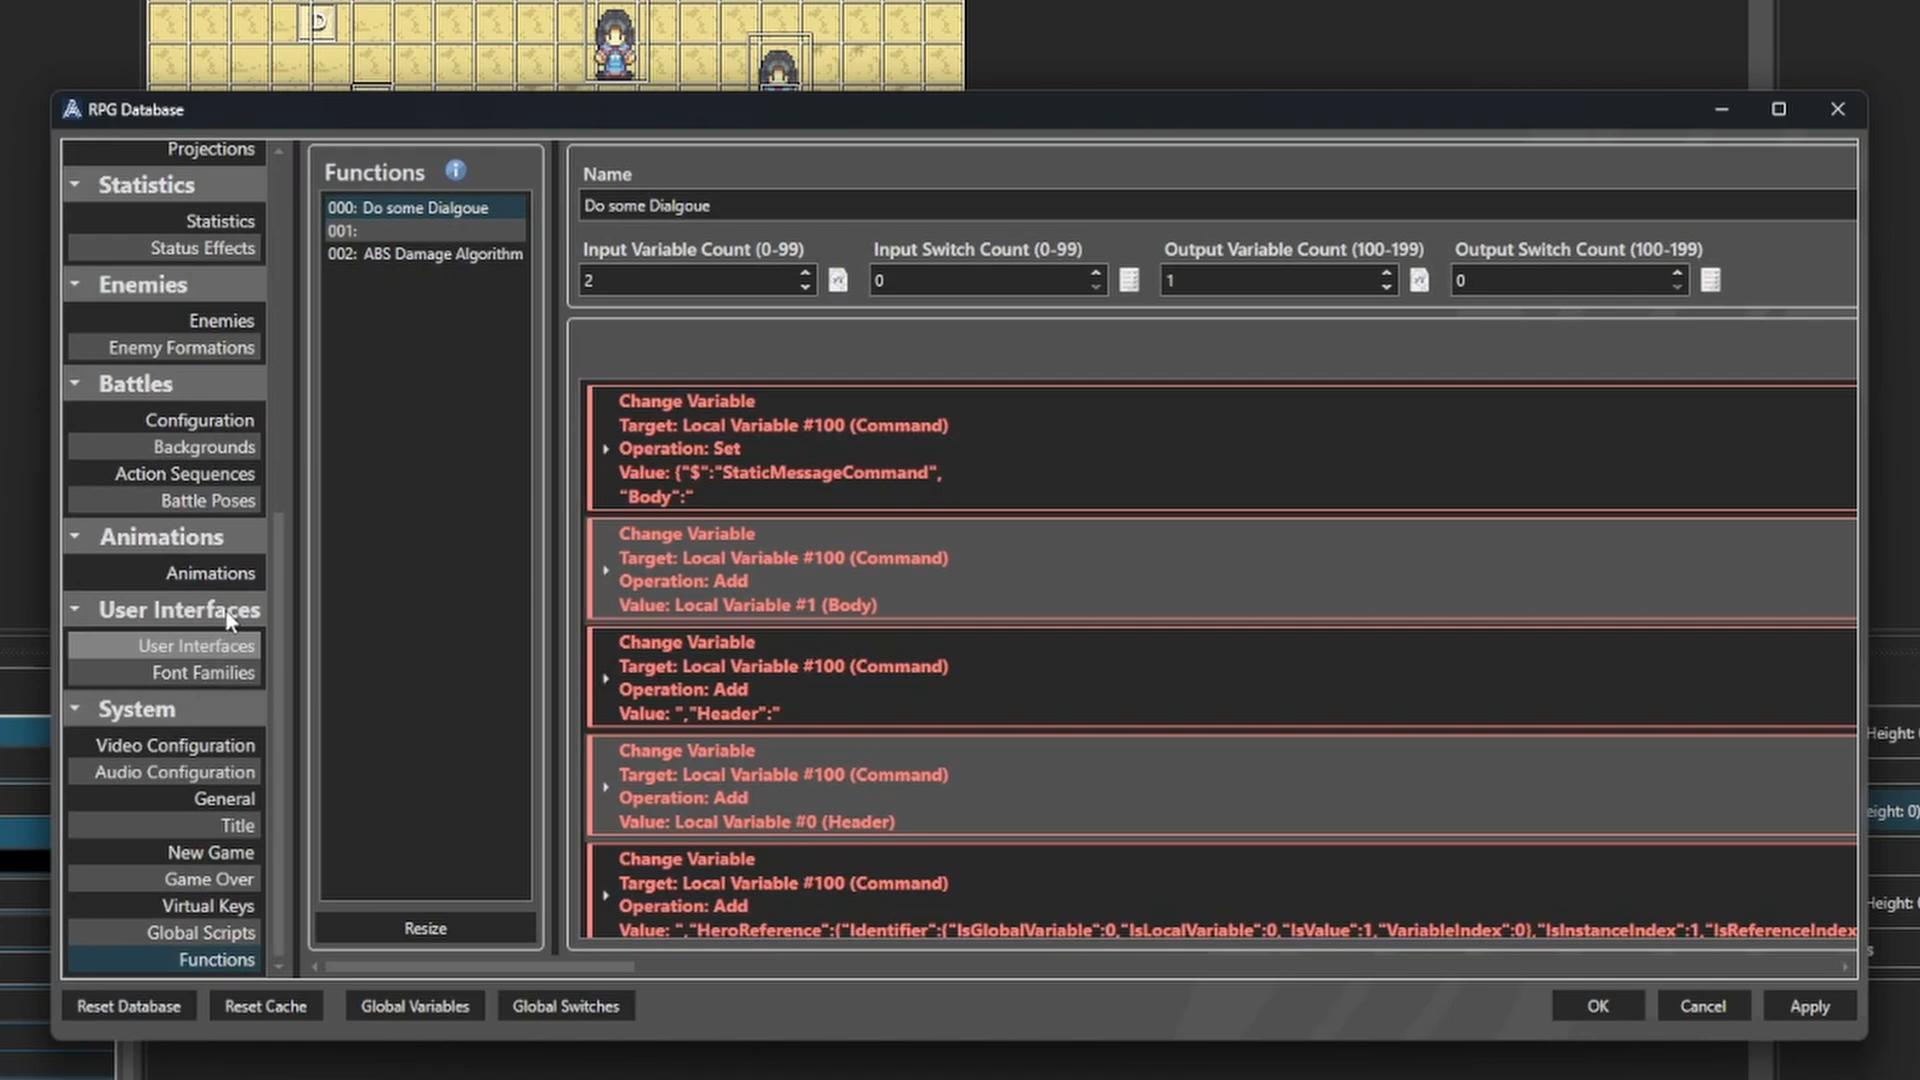 D
RPG Database
Projections
Statistics
Statistics
Status Effects
Enemies
Enemies
Enemy Formations
Battles
Configuration
Backgrounds
Action Sequences
Battle Poses
Animations
Animations
User Interfaces
User Interfaces
Font Families
System
Video Configuration
Audio Configuration
General
Title
New Game
Game Over
Virtual Keys
Global Scripts
Functions
Functions
000: Do some Dialgoue
001:
002: ABS Damage Algorithm
Resize
Name
Do some Dialgoue
Input Variable Count (0-99)
2
Input Switch Count (0-99)
0
Output Variable Count (100-199)
1
Output Switch Count (100-199)
0
Change Variable
Target: Local Variable #100 (Command)
Operation: Set
Value: {"$":"StaticMessageCommand",
"Body":"
Change Variable
Target: Local Variable #100 (Command)
Operation: Add
Value: Local Variable #1 (Body)
Change Variable
Target: Local Variable #100 (Command)
Operation: Add
Value: ","Header":"
Change Variable
Target: Local Variable #100 (Command)
Operation: Add
Value: Local Variable #0 (Header)
Change Variable
Target: Local Variable #100 (Command)
Operation: Add
Value: ","HeroReference":{"Identifier":{"IsGlobalVariable":0,"IsLocalVariable":0,"IsValue":1,"VariableIndex":0},"IsInstanceIndex":1,"IsReferenceIndex
Height:
eight: 0)
Height:
s
Reset Database
Reset Cache
Global Variables
Global Switches
OK
Cancel
Apply